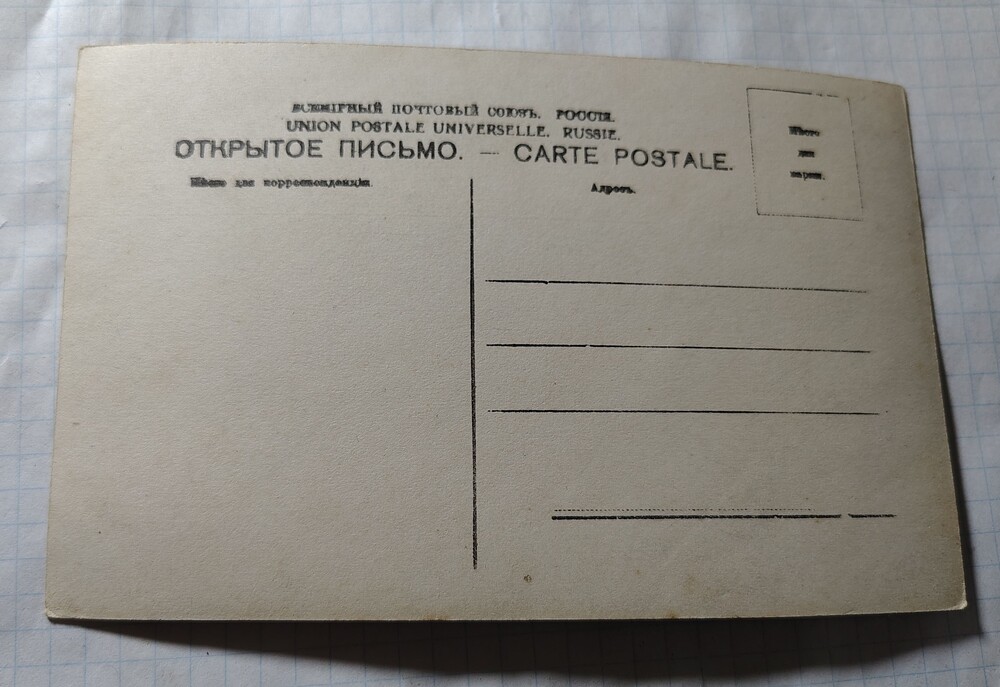 ВСЕМІРНЫЙ ПОЧТОВЫЙ СОЮЗЪ. РОССІЯ.
UNION POSTALE UNIVERSELLE. RUSSIE.
ОТКРЫТОЕ ПИСЬМО. — CARTE POSTALE.
Мѣсто для корреспонденціи
Адресъ.
Мѣсто
для
марки.